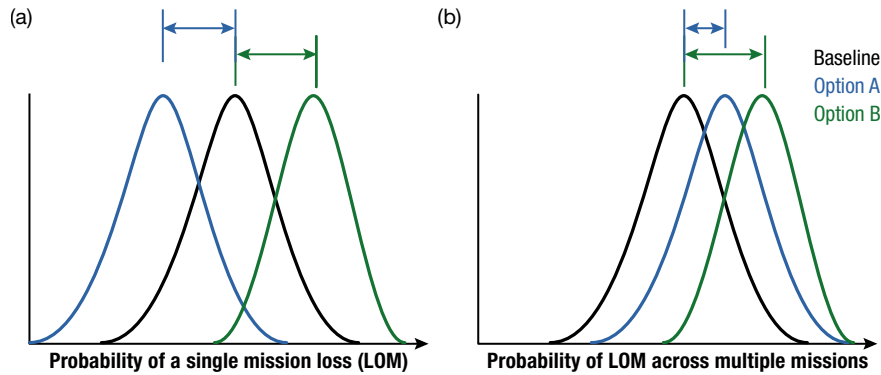 (a)
(b)
Baseline
Option A
Option B
Probability of a single mission loss (LOM)
Probability of LOM across multiple missions